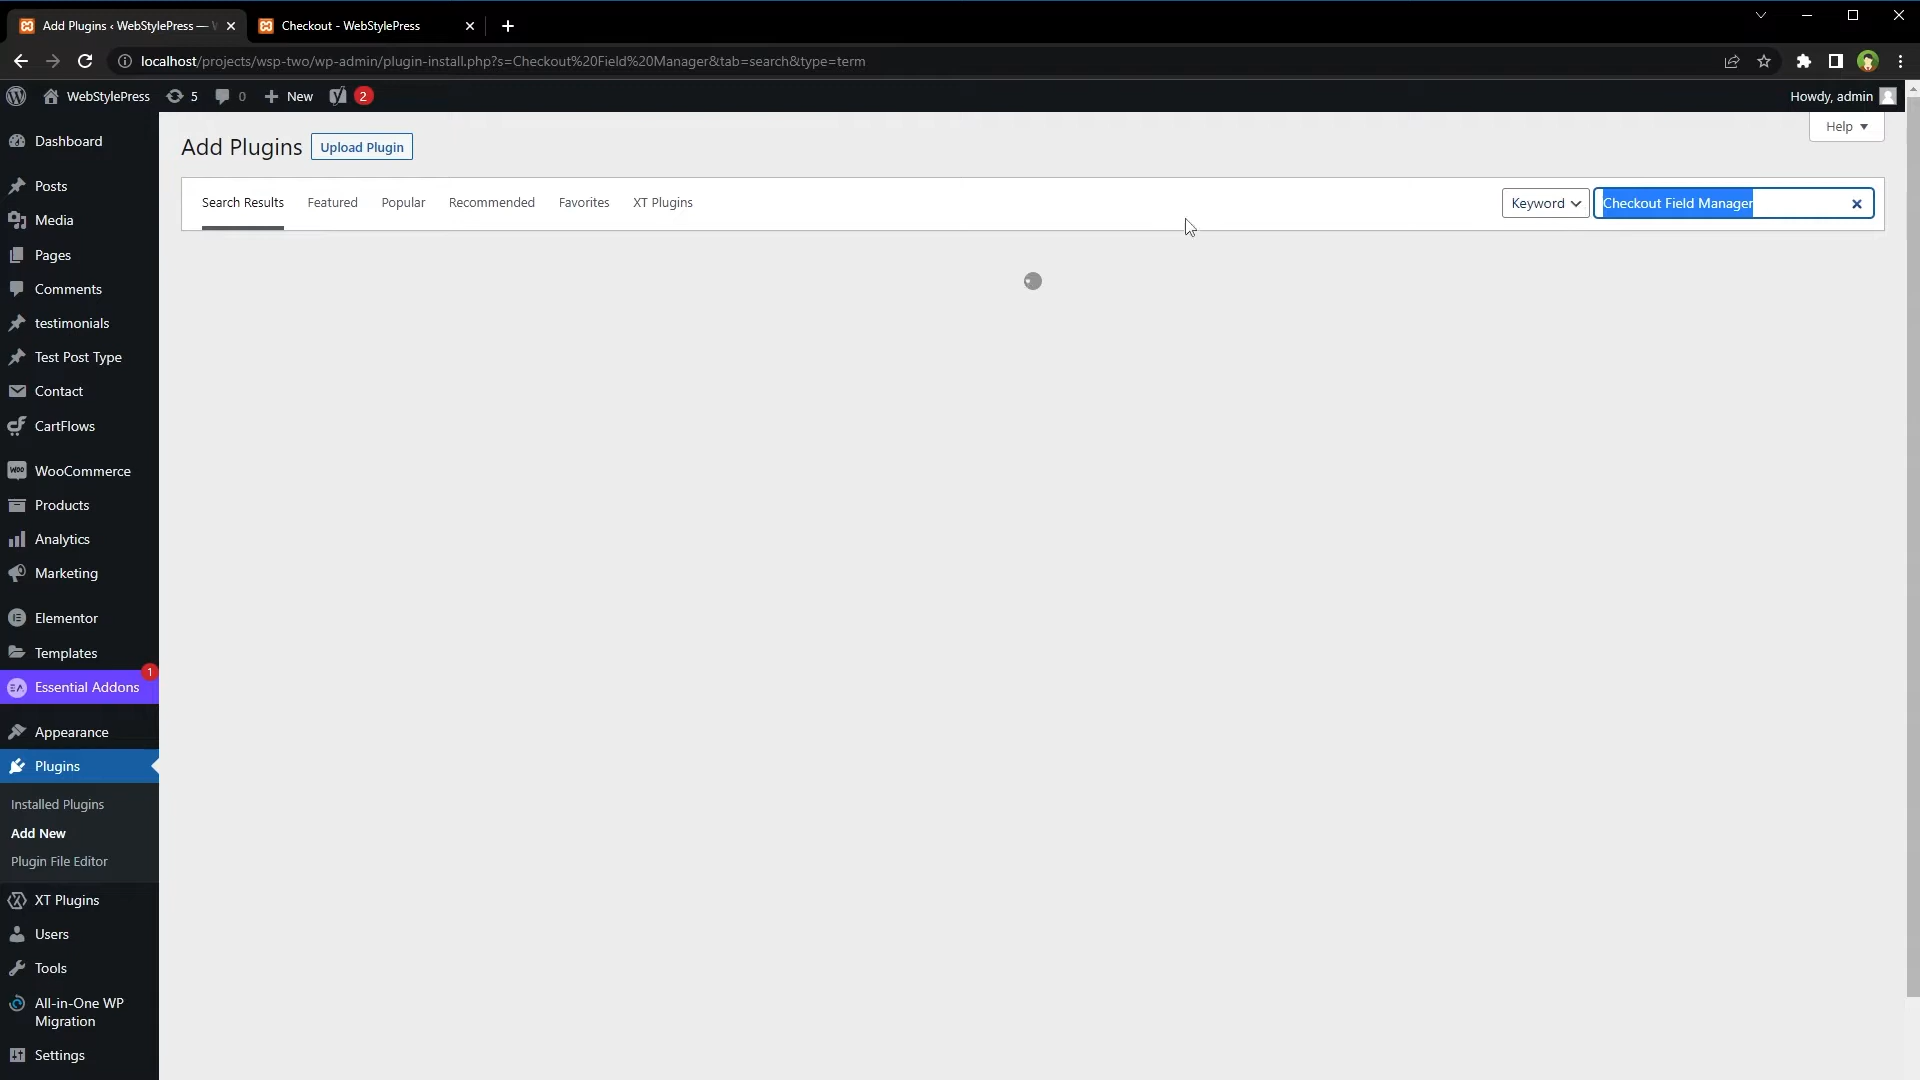 Add Plugins ‹ WebStylePress —
Checkout - WebStylePress
localhost/projects/wsp-two/wp-admin/plugin-install.php?s=Checkout%20Field%20Manager&tab=search&type=term
WebStylePress
5
0
New
2
Howdy, admin
Help
Add Plugins
Upload Plugin
Search Results
Featured
Popular
Recommended
Favorites
XT Plugins
Keyword
Checkout Field Manager
Dashboard
Posts
Media
Pages
Comments
testimonials
Test Post Type
Contact
CartFlows
WooCommerce
Products
Analytics
Marketing
Elementor
Templates
Essential Addons
1
Appearance
Plugins
Installed Plugins
Add New
Plugin File Editor
XT Plugins
Users
Tools
All-in-One WP
Migration
Settings